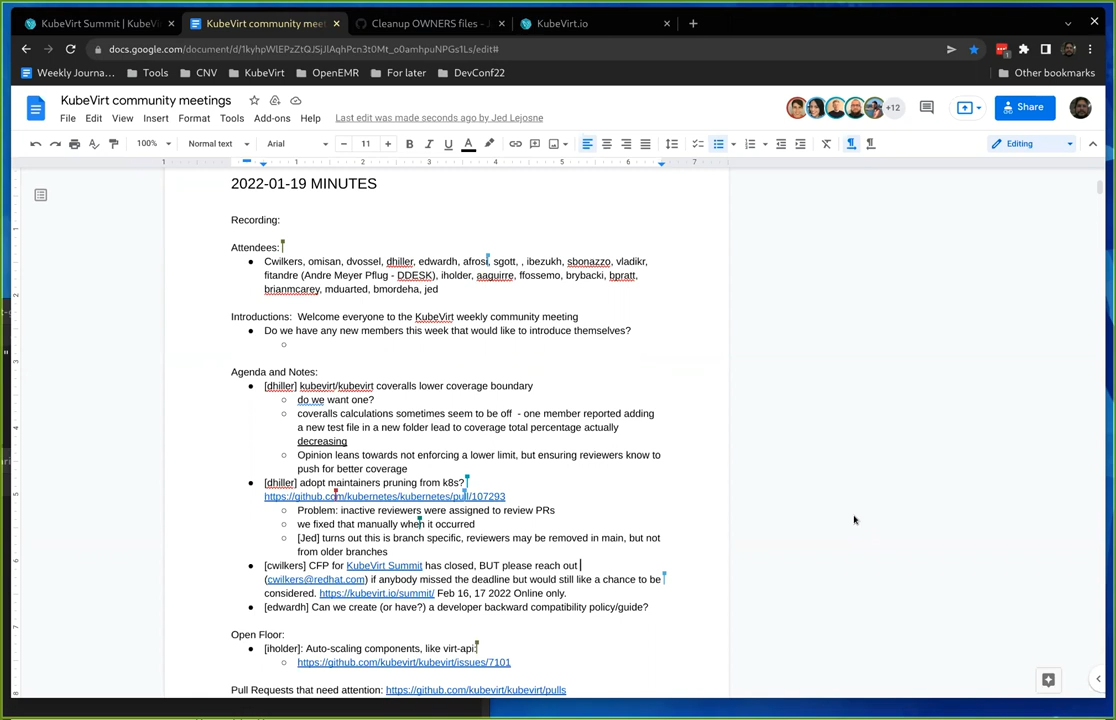 KubeVirt Summit | KubeVi
KubeVirt community meet
Cleanup OWNERS files - J
KubeVirt.io
docs.google.com/document/d/1kyhpWlEPzZtQJSjJlAqhPcn3t0Mt_o0amhpuNPGs1Ls/edit#
Weekly Journa...
Tools
CNV
KubeVirt
OpenEMR
For later
DevConf22
Other bookmarks
KubeVirt community meetings
File Edit View Insert Format Tools Add-ons Help Last edit was made seconds ago by Jed Lejosne
+12
Share
100% Normal text Arial 11 Editing
2022-01-19 MINUTES
Recording:
Attendees:
Cwilkers, omisan, dvossel, dhiller, edwardh, afrosi, sgott, , ibezukh, sbonazzo, vladikr,
fitandre (Andre Meyer Pflug - DDESK), iholder, aaguirre, ffossemo, brybacki, bpratt,
brianmcarey, mduarted, bmordeha, jed
Introductions: Welcome everyone to the KubeVirt weekly community meeting
Do we have any new members this week that would like to introduce themselves?
Agenda and Notes:
[dhiller] kubevirt/kubevirt coveralls lower coverage boundary
do we want one?
coveralls calculations sometimes seem to be off - one member reported adding
a new test file in a new folder lead to coverage total percentage actually
decreasing
Opinion leans towards not enforcing a lower limit, but ensuring reviewers know to
push for better coverage
[dhiller] adopt maintainers pruning from k8s?
https://github.com/kubernetes/kubernetes/pull/107293
Problem: inactive reviewers were assigned to review PRs
we fixed that manually when it occurred
[Jed] turns out this is branch specific, reviewers may be removed in main, but not
from older branches
[cwilkers] CFP for KubeVirt Summit has closed, BUT please reach out
(cwilkers@redhat.com) if anybody missed the deadline but would still like a chance to be
considered. https://kubevirt.io/summit/ Feb 16, 17 2022 Online only.
[edwardh] Can we create (or have?) a developer backward compatibility policy/guide?
Open Floor:
[iholder]: Auto-scaling components, like virt-api:
https://github.com/kubevirt/kubevirt/issues/7101
Pull Requests that need attention: https://github.com/kubevirt/kubevirt/pulls